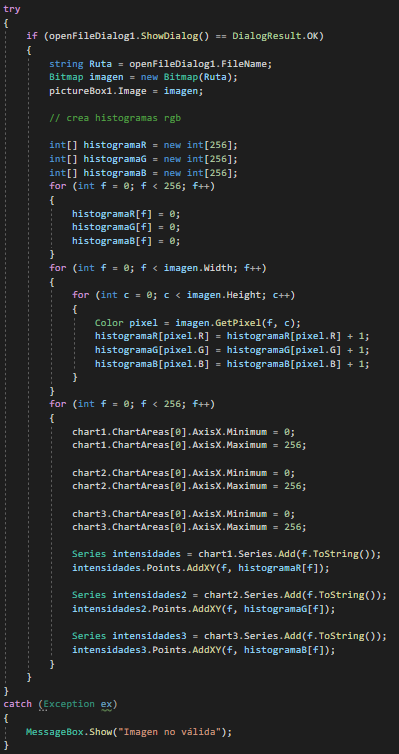 try
{
if (openFileDialog1.ShowDialog() == DialogResult.OK)
{
string Ruta = openFileDialog1.FileName;
Bitmap imagen = new Bitmap(Ruta);
pictureBox1.Image = imagen;
// crea histogramas rgb
int[] histogramaR = new int[256];
int[] histogramaG = new int[256];
int[] histogramaB = new int[256];
for (int f = 0; f < 256; f++)
{
histogramaR[f] = 0;
histogramaG[f] = 0;
histogramaB[f] = 0;
}
for (int f = 0; f < imagen.Width; f++)
{
for (int c = 0; c < imagen.Height; c++)
{
Color pixel = imagen.GetPixel(f, c);
histogramaR[pixel.R] = histogramaR[pixel.R] + 1;
histogramaG[pixel.G] = histogramaG[pixel.G] + 1;
histogramaB[pixel.B] = histogramaB[pixel.B] + 1;
}
}
for (int f = 0; f < 256; f++)
{
chart1.ChartAreas[0].AxisX.Minimum = 0;
chart1.ChartAreas[0].AxisX.Maximum = 256;
chart2.ChartAreas[0].AxisX.Minimum = 0;
chart2.ChartAreas[0].AxisX.Maximum = 256;
chart3.ChartAreas[0].AxisX.Minimum = 0;
chart3.ChartAreas[0].AxisX.Maximum = 256;
Series intensidades = chart1.Series.Add(f.ToString());
intensidades.Points.AddXY(f, histogramaR[f]);
Series intensidades2 = chart2.Series.Add(f.ToString());
intensidades2.Points.AddXY(f, histogramaG[f]);
Series intensidades3 = chart3.Series.Add(f.ToString());
intensidades3.Points.AddXY(f, histogramaB[f]);
}
}
}
catch (Exception ex)
{
MessageBox.Show("Imagen no válida");
}